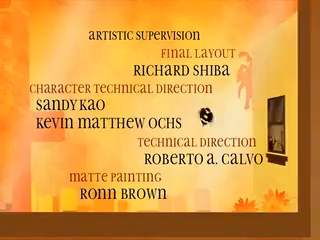 ARTISTIC SUPERVISION
FINAL LAYOUT
RICHARD SHIBA
CHARACTER TECHNICAL DIRECTION
SANDY KAO
KEVIN MATTHEW OCHS
TECHNICAL DIRECTION
ROBERTO A. CALVO
MATTE PAINTING
RONN BROWN